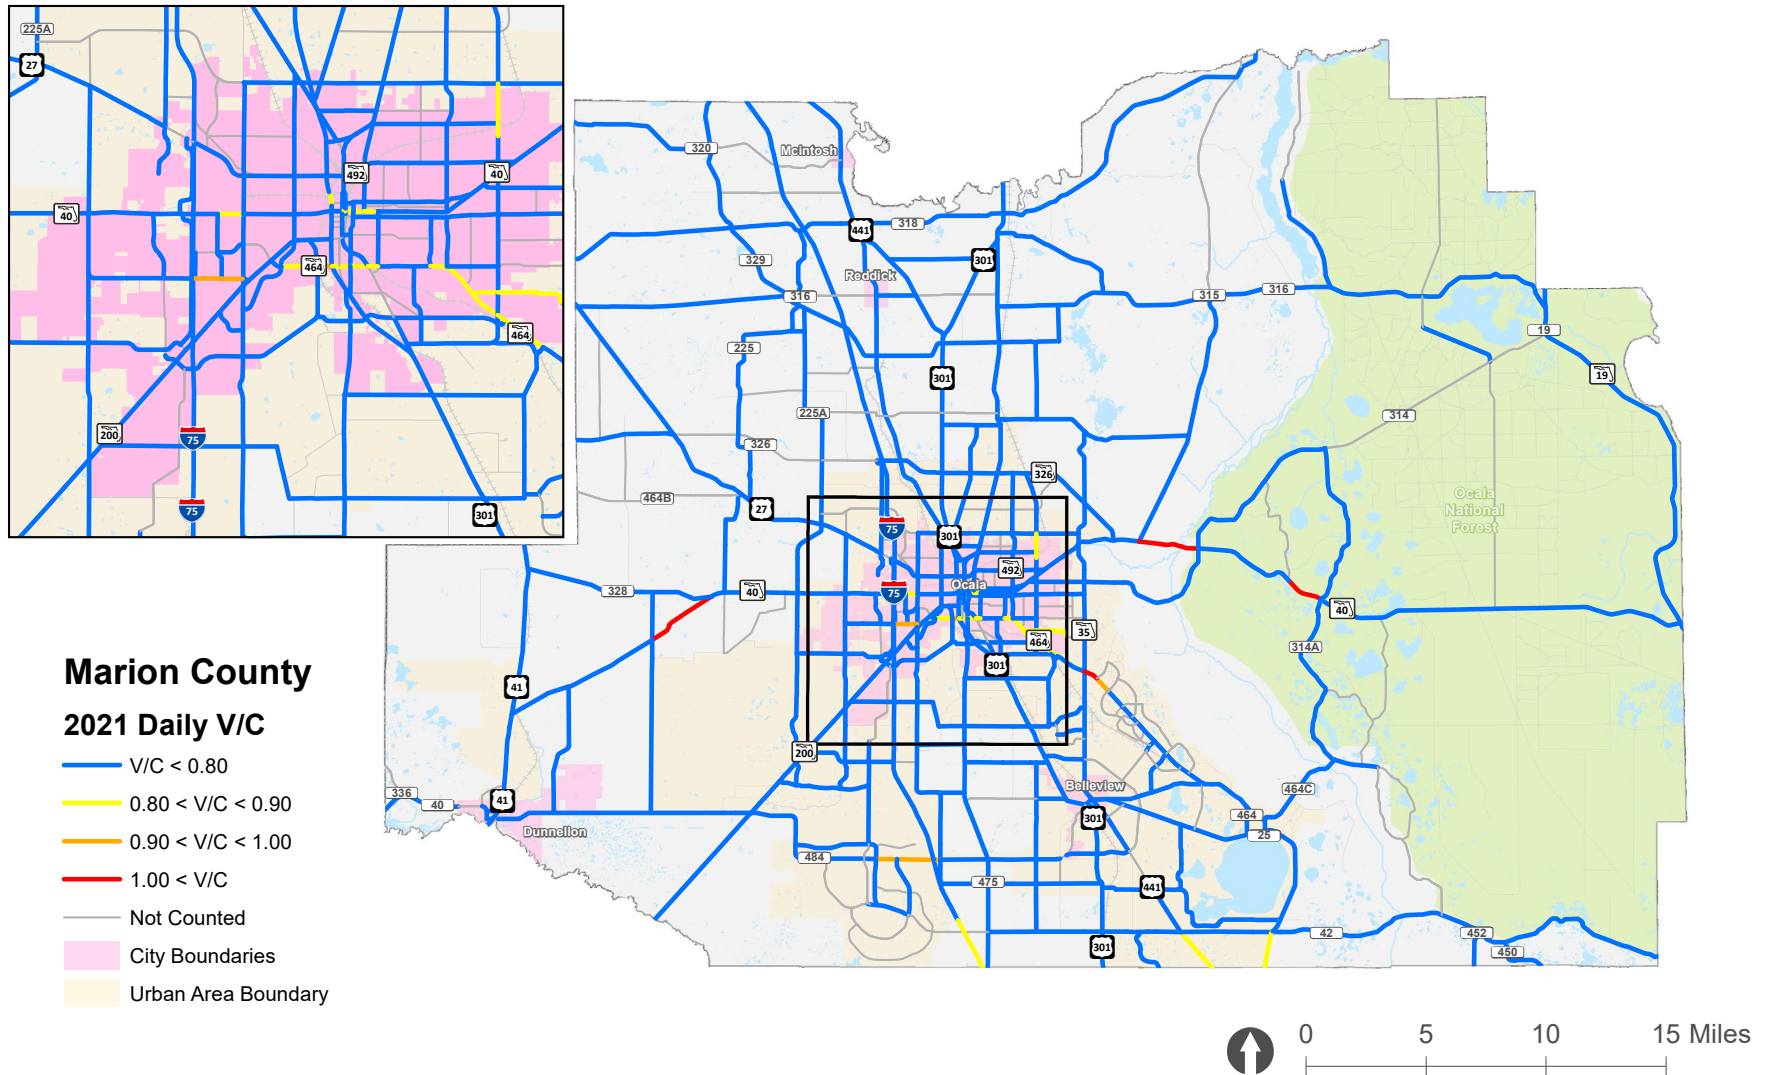 225A
27
492
40
40
464
464
200
75
75
301
320
McIntosh
441
318
301
329
Reddick
316
315
316
19
225
19
301
225A
314
326
326
464B
Ocala
National
Forest
27
75
301
492
Ocala
328
40
75
40
35
464
314A
301
41
200
Belleview
464C
336
40
41
301
464
25
Dunnellon
484
475
441
42
452
301
450
Marion County
2021 Daily V/C
V/C < 0.80
0.80 < V/C < 0.90
0.90 < V/C < 1.00
1.00 < V/C
Not Counted
City Boundaries
Urban Area Boundary
0 5 10 15 Miles